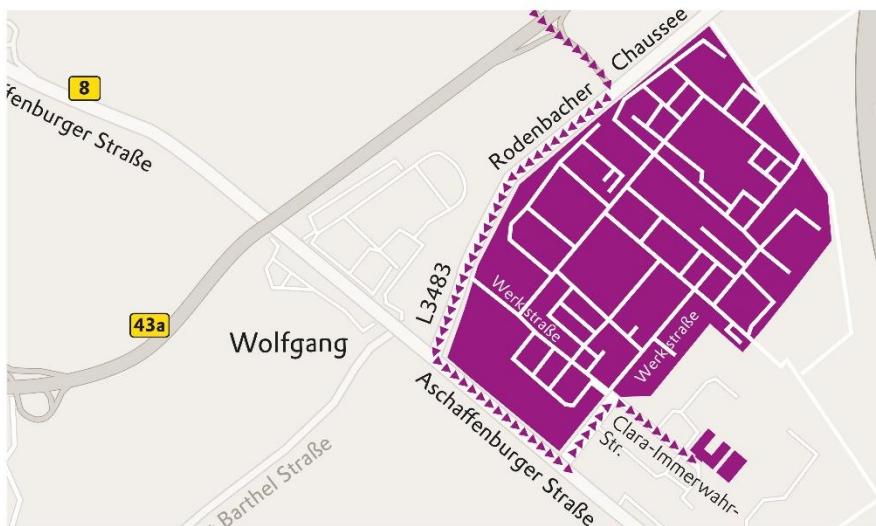 8
ffenburger Straße
Rodenbacher Chaussee
L3483
43a
Wolfgang
Werkstraße
Werkstraße
Aschaffenburger Straße
Clara-Immerwahr-
Str.
Barthel Straße